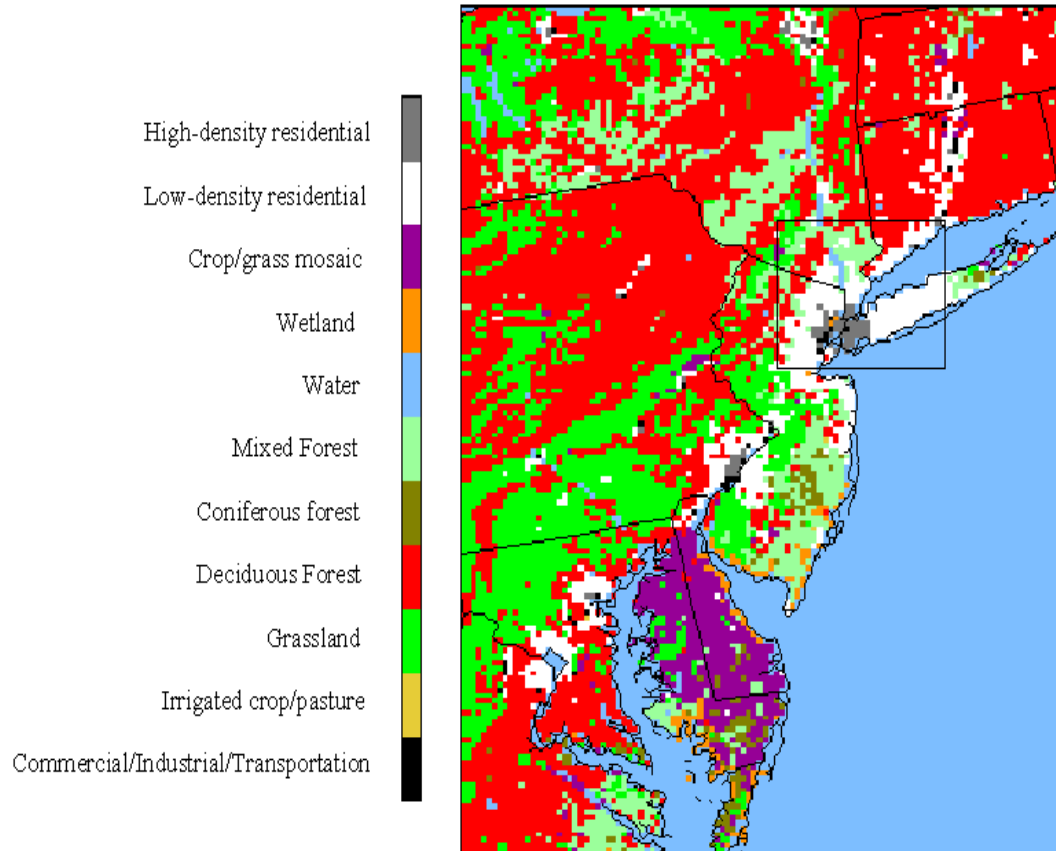 High-density residential
Low-density residential
Crop/grass mosaic
Wetland
Water
Mixed Forest
Coniferous forest
Deciduous Forest
Grassland
Irrigated crop/pasture
Commercial/Industrial/Transportation